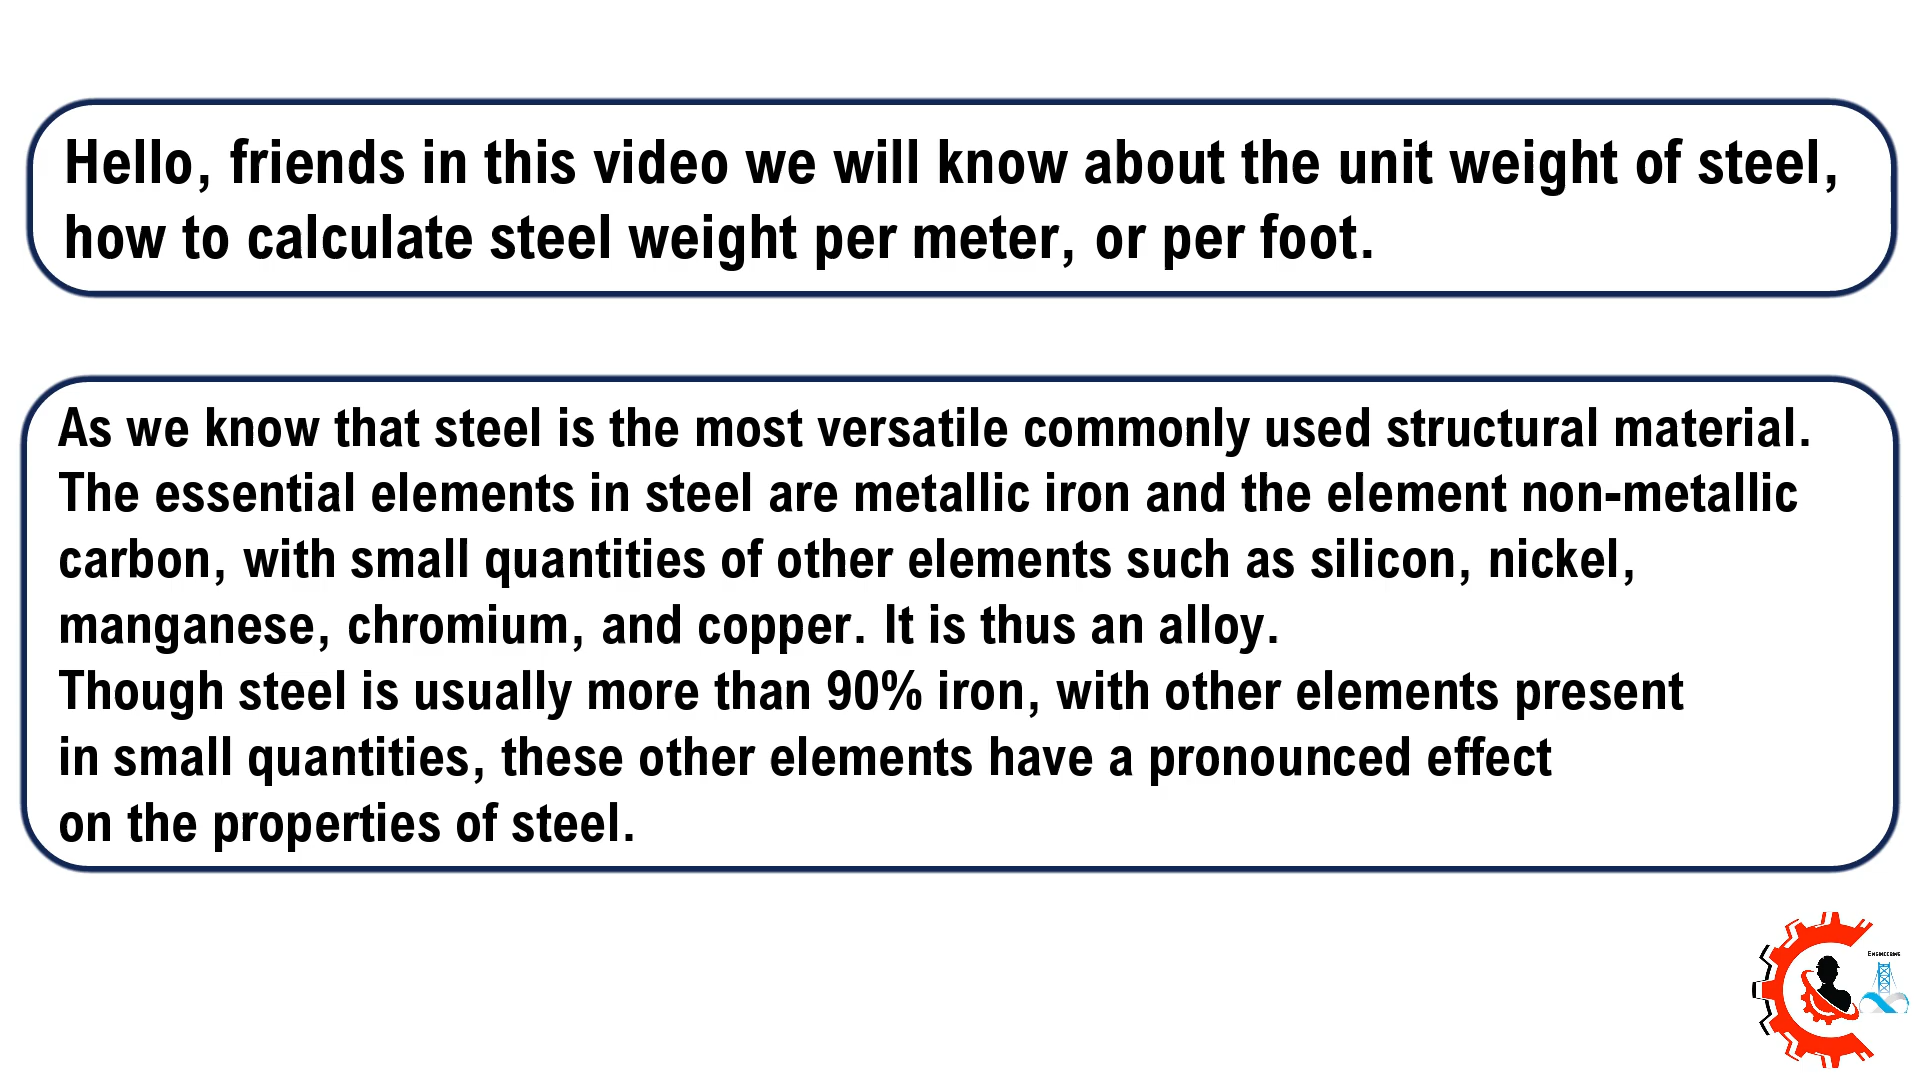 Hello, friends in this video we will know about the unit weight of steel,
how to calculate steel weight per meter, or per foot.
As we know that steel is the most versatile commonly used structural material.
The essential elements in steel are metallic iron and the element non-metallic
carbon, with small quantities of other elements such as silicon, nickel,
manganese, chromium, and copper. It is thus an alloy.
Though steel is usually more than 90% iron, with other elements present
in small quantities, these other elements have a pronounced effect
on the properties of steel.
Engineering